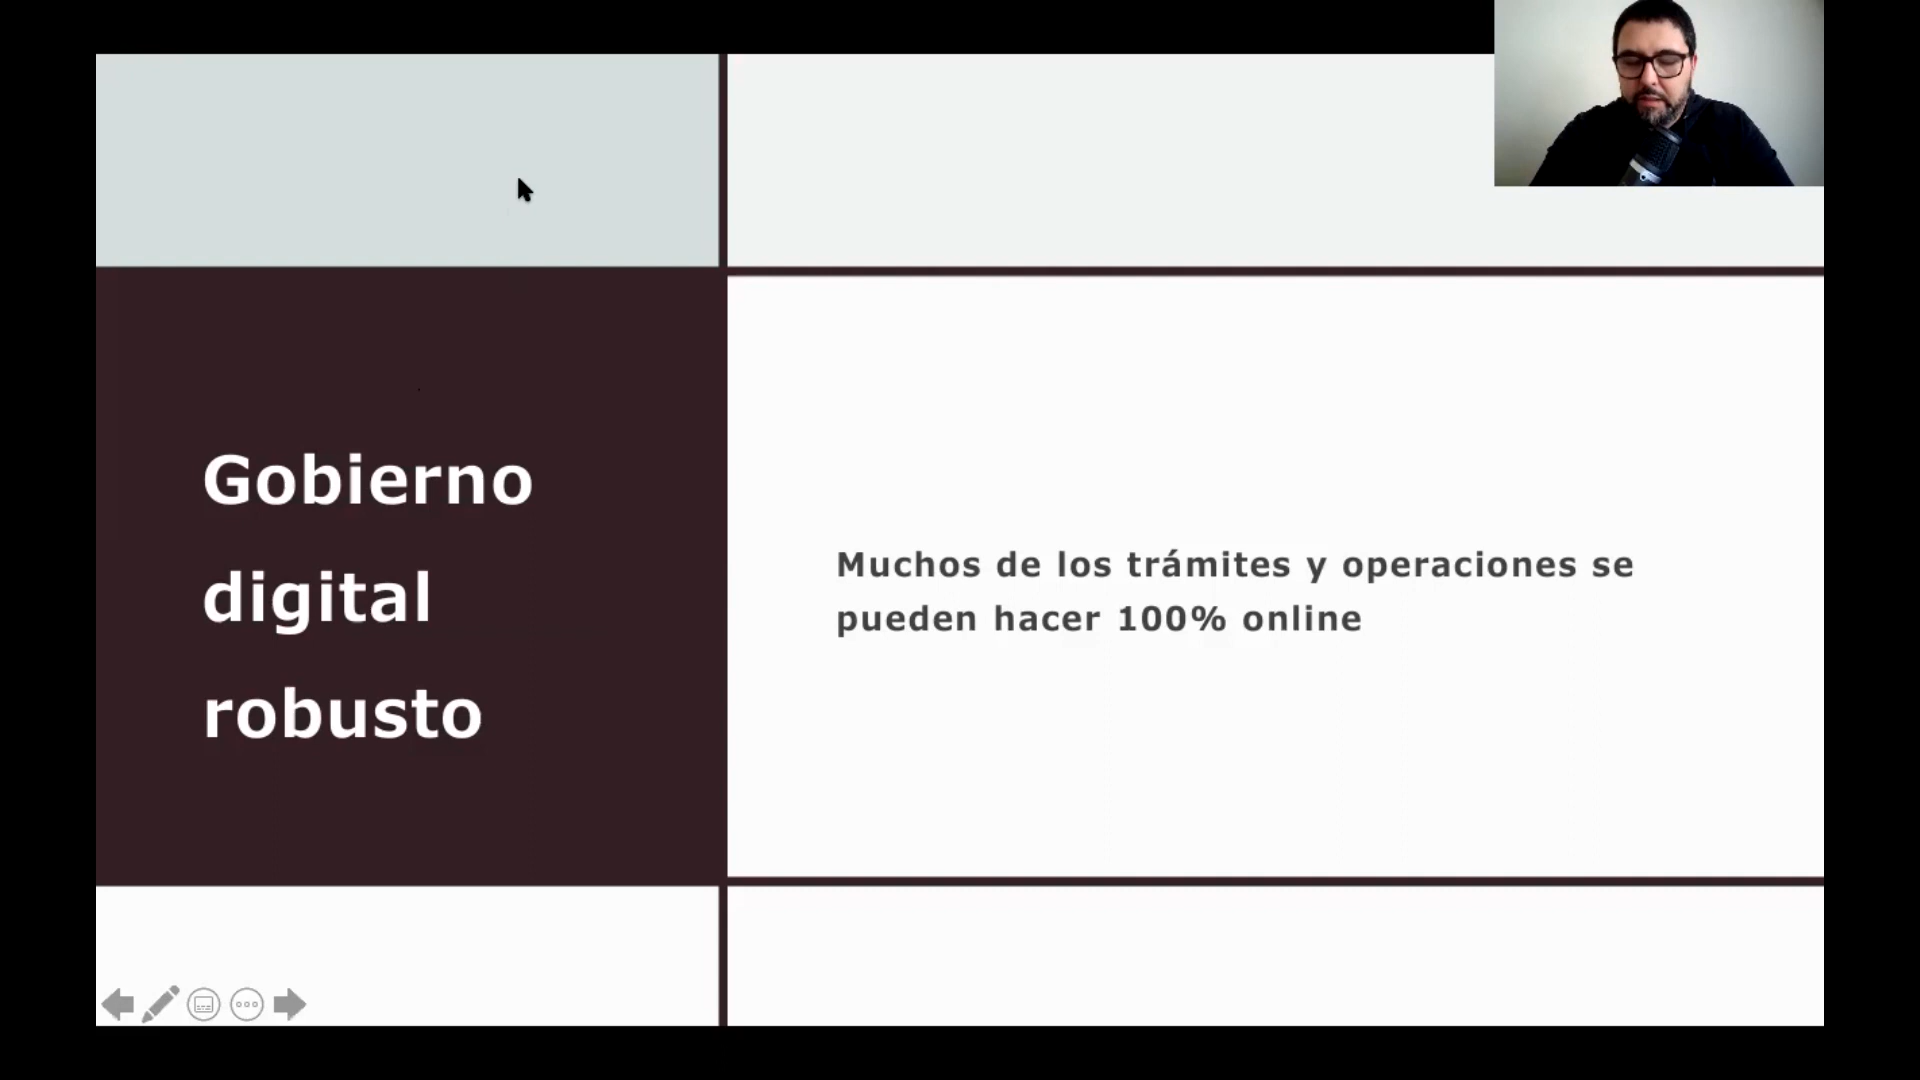 Gobierno
digital
robusto
Muchos de los trámites y operaciones se
pueden hacer 100% online